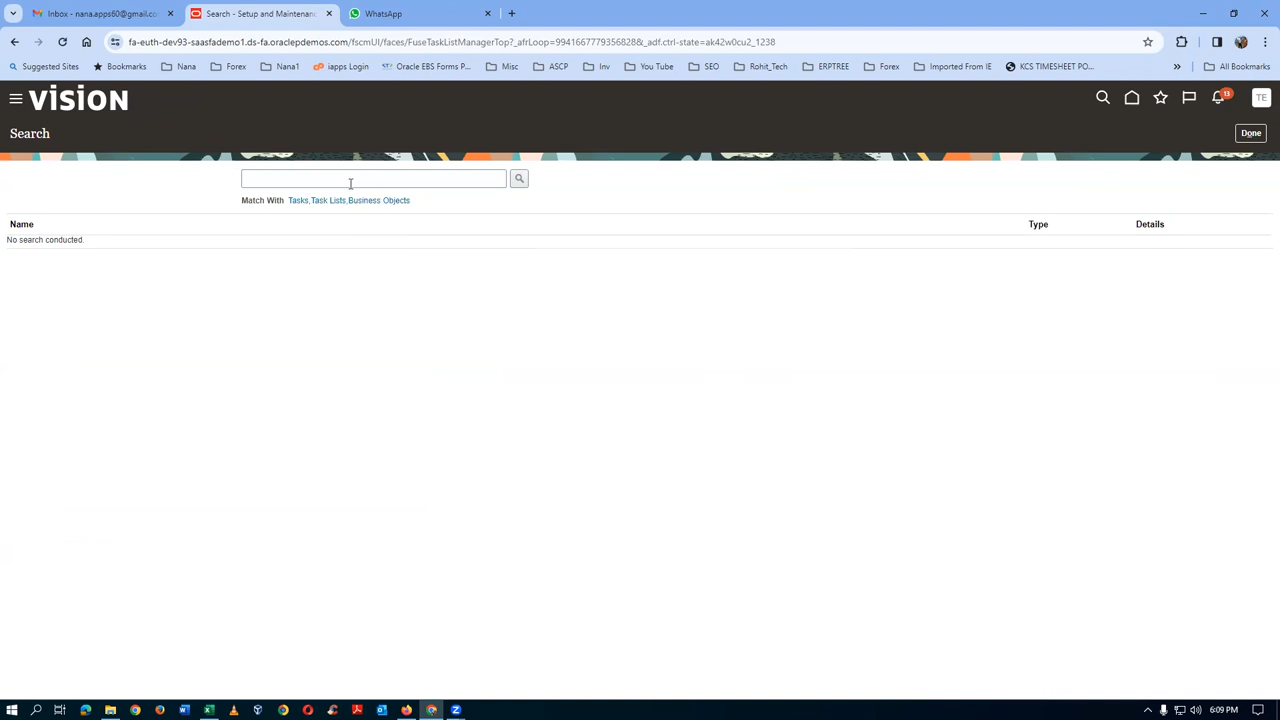 Inbox - nana.apps60@gmail.co
Search - Setup and Maintenanc
WhatsApp
fa-euth-dev93-saasfademo1.ds-fa.oraclepdemos.com/fscmUI/faces/FuseTaskListManagerTop?_afrLoop=99416677793568288&_adf.ctrl-state=ak42w0cu2_1238
Suggested Sites
Bookmarks
Nana
Forex
Nana1
iapps Login
Oracle EBS Forms P...
Misc
ASCP
Inv
You Tube
SEO
Rohit_Tech
ERPTREE
Forex
Imported From IE
KCS TIMESHEET PO...
»
All Bookmarks
VISION
13
TE
Search
Done
Match With Tasks,Task Lists,Business Objects
Name Type Details
No search conducted.
6:09 PM